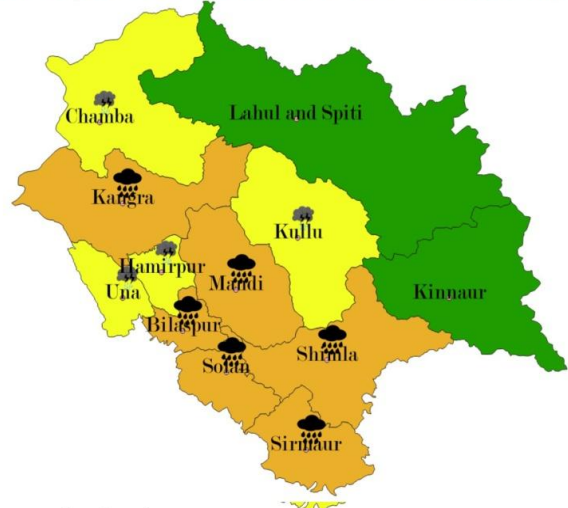 Lahul and Spiti
Chamba
Kangra
Kullu
Hamirpur
Mandi
Una
Kinnaur
Bilaspur
Shimla
Solan
Sirmaur